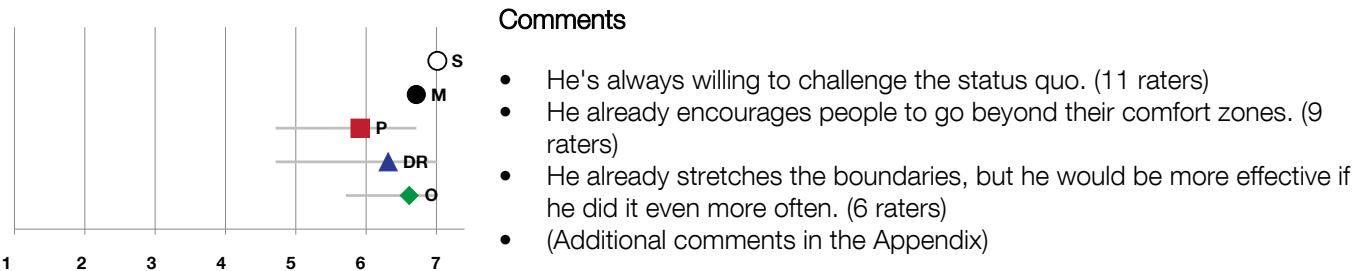 Comments
S
M
P
DR
O
1 2 3 4 5 6 7
• He's always willing to challenge the status quo. (11 raters)
• He already encourages people to go beyond their comfort zones. (9
raters)
• He already stretches the boundaries, but he would be more effective if
he did it even more often. (6 raters)
• (Additional comments in the Appendix)